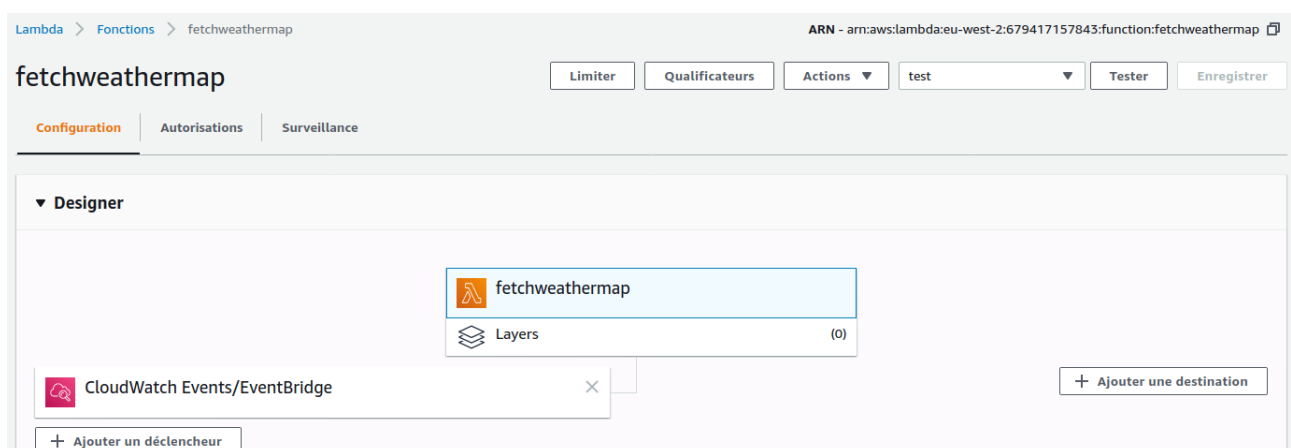 Lambda > Fonctions > fetchweathermap
ARN - arn:aws:lambda:eu-west-2:679417157843:function:fetchweathermap
fetchweathermap
Limiter
Qualificateurs
Actions
test
Tester
Enregistrer
Configuration
Autorisations
Surveillance
Designer
fetchweathermap
Layers
(0)
CloudWatch Events/EventBridge
+ Ajouter une destination
+ Ajouter un déclencheur